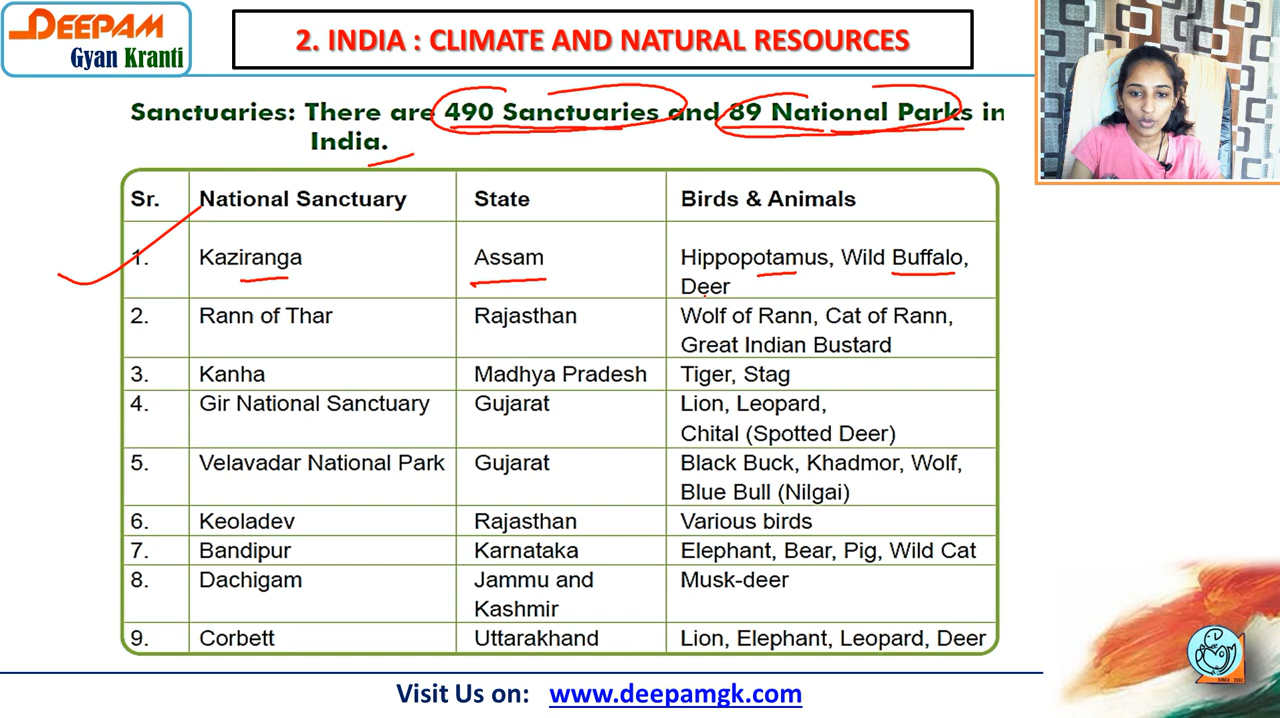 DEEPAM
Gyan Kranti
2. INDIA : CLIMATE AND NATURAL RESOURCES
Sanctuaries: There are 490 Sanctuaries and 89 National Parks in
India.
Sr. National Sanctuary State Birds & Animals
1. Kaziranga Assam Hippopotamus, Wild Buffalo,
Deer
2. Rann of Thar Rajasthan Wolf of Rann, Cat of Rann,
Great Indian Bustard
3. Kanha Madhya Pradesh Tiger, Stag
4. Gir National Sanctuary Gujarat Lion, Leopard,
Chital (Spotted Deer)
5. Velavadar National Park Gujarat Black Buck, Khadmor, Wolf,
Blue Bull (Nilgai)
6. Keoladev Rajasthan Various birds
7. Bandipur Karnataka Elephant, Bear, Pig, Wild Cat
8. Dachigam Jammu and Musk-deer
Kashmir
9. Corbett Uttarakhand Lion, Elephant, Leopard, Deer
Visit Us on: www.deepamgk.com